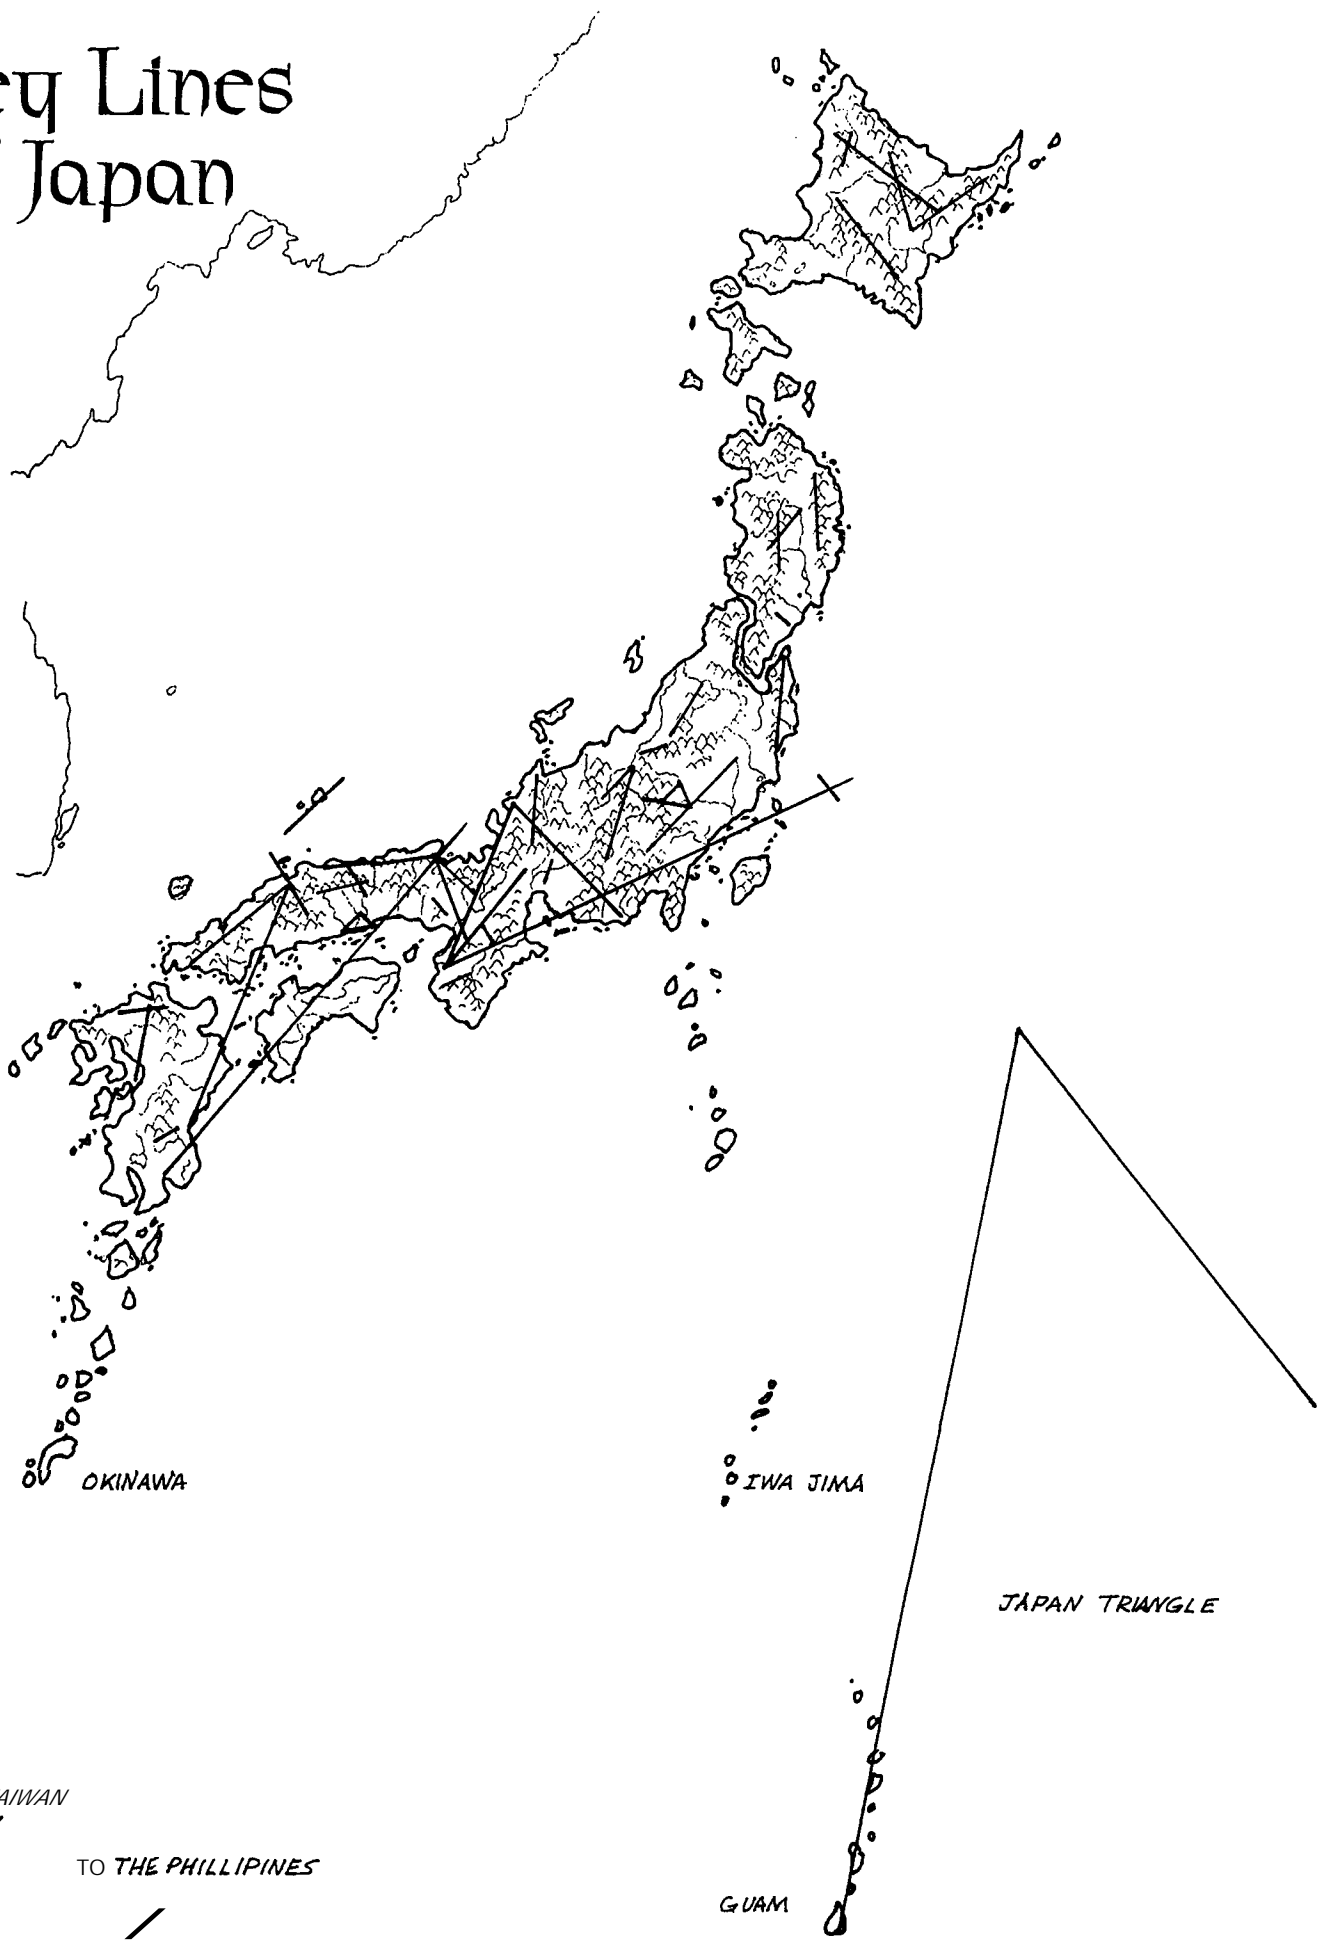 ey Lines
Japan
OKINAWA
IWA JIMA
JAPAN TRIANGLE
AIWAN
TO THE PHILLIPINES
GUAM